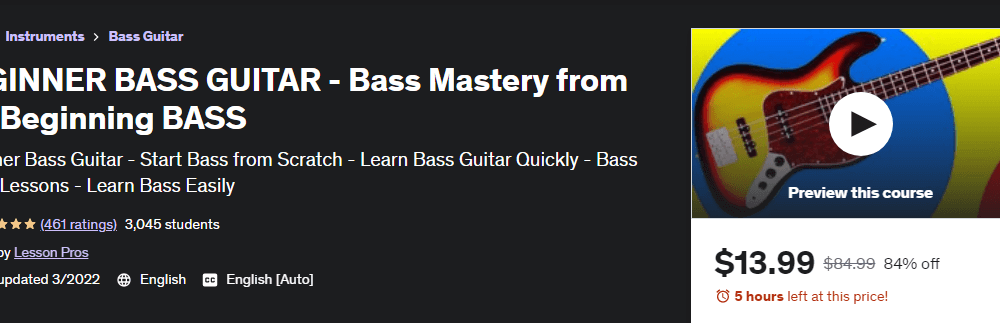 Instruments > Bass Guitar
GINNER BASS GUITAR - Bass Mastery from
Beginning BASS
ner Bass Guitar - Start Bass from Scratch - Learn Bass Guitar Quickly - Bass
Lessons - Learn Bass Easily
(461 ratings) 3,045 students
by Lesson Pros
updated 3/2022 English CC English [Auto]
Preview this course
$13.99 $84.99 84% off
5 hours left at this price!